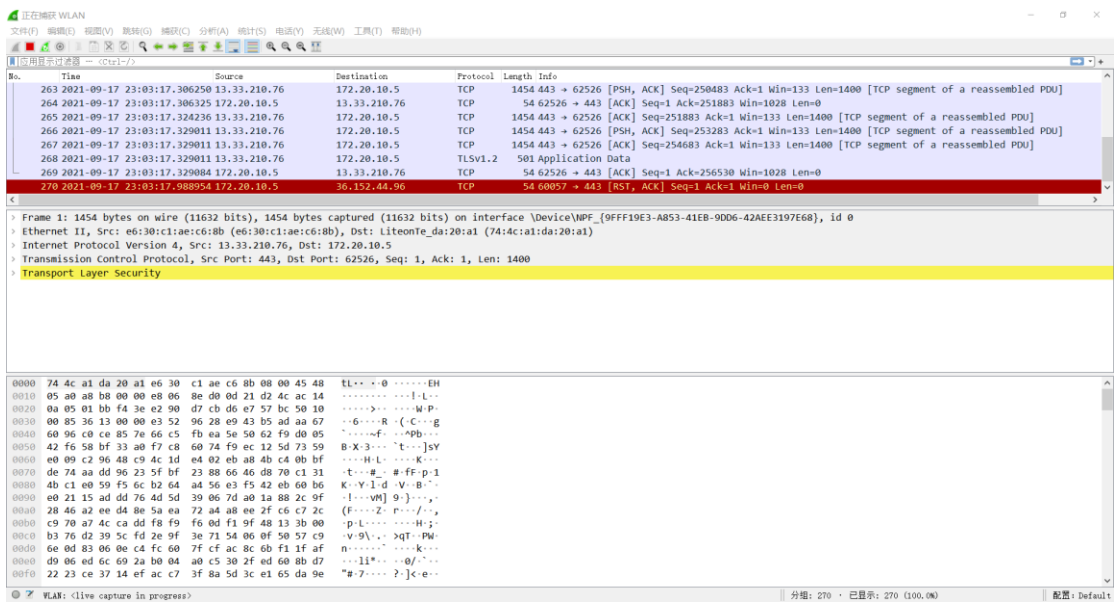 正在捕获 WLAN
文件(F) 编辑(E) 视图(V) 跳转(G) 捕获(C) 分析(A) 统计(S) 电话(Y) 无线(W) 工具(T) 帮助(H)
应用显示过滤器 … <Ctrl-/>
No. Time Source Destination Protocol Length Info
263 2021-09-17 23:03:17.306250 13.33.210.76 172.20.10.5 TCP 1454 443 → 62526 [PSH, ACK] Seq=250483 Ack=1 Win=133 Len=1400 [TCP segment of a reassembled PDU]
264 2021-09-17 23:03:17.306325 172.20.10.5 13.33.210.76 TCP 54 62526 → 443 [ACK] Seq=1 Ack=251883 Win=1028 Len=0
265 2021-09-17 23:03:17.324236 13.33.210.76 172.20.10.5 TCP 1454 443 → 62526 [ACK] Seq=251883 Ack=1 Win=133 Len=1400 [TCP segment of a reassembled PDU]
266 2021-09-17 23:03:17.329011 13.33.210.76 172.20.10.5 TCP 1454 443 → 62526 [PSH, ACK] Seq=253283 Ack=1 Win=133 Len=1400 [TCP segment of a reassembled PDU]
267 2021-09-17 23:03:17.329011 13.33.210.76 172.20.10.5 TCP 1454 443 → 62526 [ACK] Seq=254683 Ack=1 Win=133 Len=1400 [TCP segment of a reassembled PDU]
268 2021-09-17 23:03:17.329011 13.33.210.76 172.20.10.5 TLSv1.2 501 Application Data
269 2021-09-17 23:03:17.329084 172.20.10.5 13.33.210.76 TCP 54 62526 → 443 [ACK] Seq=1 Ack=256530 Win=1028 Len=0
270 2021-09-17 23:03:17.988954 172.20.10.5 36.152.44.96 TCP 54 60057 → 443 [RST, ACK] Seq=1 Ack=1 Win=0 Len=0
Frame 1: 1454 bytes on wire (11632 bits), 1454 bytes captured (11632 bits) on interface \Device\NPF_{9FFF19E3-A853-41EB-9DD6-42AEE3197E68}, id 0
Ethernet II, Src: e6:30:c1:ae:c6:8b (e6:30:c1:ae:c6:8b), Dst: LiteonTe_da:20:a1 (74:4c:a1:da:20:a1)
Internet Protocol Version 4, Src: 13.33.210.76, Dst: 172.20.10.5
Transmission Control Protocol, Src Port: 443, Dst Port: 62526, Seq: 1, Ack: 1, Len: 1400
Transport Layer Security
0000 74 4c a1 da 20 a1 e6 30 c1 ae c6 8b 08 00 45 48 tL·· ··0 ······EH
0010 05 a0 a8 b8 00 00 e8 06 8e d0 0d 21 d2 4c ac 14 ········ ···!·L··
0020 0a 05 01 bb f4 3e e2 90 d7 cb d6 e7 57 bc 50 10 ·····>·· ····W·P·
0030 00 85 36 13 00 00 e3 52 96 28 e9 43 b5 ad aa 67 ··6····R ·(·C···g
0040 60 96 c0 ce 85 7e 66 c5 fb ea 5e 50 62 f9 d0 05 `····~f· ··^Pb···
0050 42 f6 58 bf 33 a0 f7 c8 60 74 f9 ec 12 5d 73 59 B·X·3··· `t···]sY
0060 e0 09 c2 96 48 c9 4c 1d e4 02 eb a8 4b c4 0b bf ····H·L· ····K···
0070 de 74 aa dd 96 23 5f bf 23 88 66 46 d8 70 c1 31 ·t···#_· #·fF·p·1
0080 4b c1 e0 59 f5 6c b2 64 a4 56 e3 f5 42 eb 60 b6 K··Y·l·d ·V··B·`·
0090 e0 21 15 ad dd 76 4d 5d 39 06 7d a0 1a 88 2c 9f ·!···vM] 9·}···,·
00a0 28 46 a2 ee d4 8e 5a ea 72 a4 a8 ee 2f c6 c7 2c (F····Z· r···/··,
00b0 c9 70 a7 4c ca dd f8 f9 f6 0d f1 9f 48 13 3b 00 ·p·L···· ····H·;·
00c0 b3 76 d2 39 5c fd 2e 9f 3e 71 54 06 0f 50 57 c9 ·v·9\·.· >qT··PW·
00d0 6e 0d 83 06 0e c4 fc 60 7f cf ac 8c 6b f1 1f af n······` ····k···
00e0 d9 06 ed 6c 69 2a b0 04 a0 c5 30 2f ed 60 8b d7 ···li*·· ··0/·`··
00f0 22 23 ce 37 14 ef ac c7 3f 8a 5d 3c e1 65 da 9e "#·7···· ?·]<·e··
WLAN: <live capture in progress> 分组: 270 · 已显示: 270 (100.0%) 配置: Default